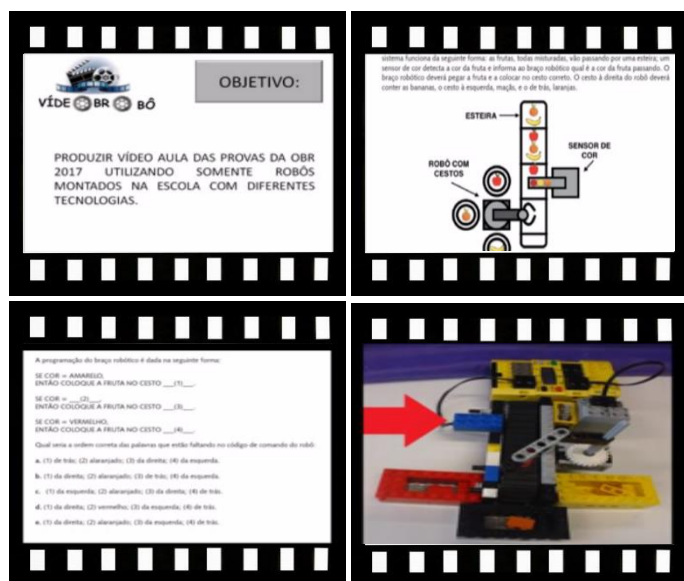 VÍDEOBRÔBÔ
OBJETIVO:
PRODUZIR VÍDEO AULA DAS PROVAS DA OBR
2017 UTILIZANDO SOMENTE ROBÔS
MONTADOS NA ESCOLA COM DIFERENTES
TECNOLOGIAS.
sistema funciona da seguinte forma: as frutas, todas misturadas, vão passando por uma esteira; um
sensor de cor detecta a cor da fruta e informa ao braço robótico qual é a cor da fruta passando. O
braço robótico deverá pegar a fruta e a colocar no cesto correto. O cesto à direita do robô deverá
conter as bananas, o cesto à esquerda, maçãs, e o de trás, laranjas.
ESTEIRA
SENSOR DE
COR
ROBÔ COM
CESTOS
A programação do braço robótico é dada na seguinte forma:
SE COR = AMARELO,
ENTÃO COLOQUE A FRUTA NO CESTO ___(1)___.
SE COR = ___(2)___,
ENTÃO COLOQUE A FRUTA NO CESTO ___(3)___.
SE COR = VERMELHO,
ENTÃO COLOQUE A FRUTA NO CESTO ___(4)___.
Qual seria a ordem correta das palavras que estão faltando no código de comando do robô:
a. (1) de trás; (2) alaranjado; (3) da direita; (4) da esquerda.
b. (1) da direita; (2) alaranjado; (3) de trás; (4) da esquerda.
c. (1) da esquerda; (2) alaranjado; (3) da direita; (4) de trás.
d. (1) da direita; (2) vermelho; (3) da esquerda; (4) de trás.
e. (1) da direita; (2) alaranjado; (3) da esquerda; (4) de trás.